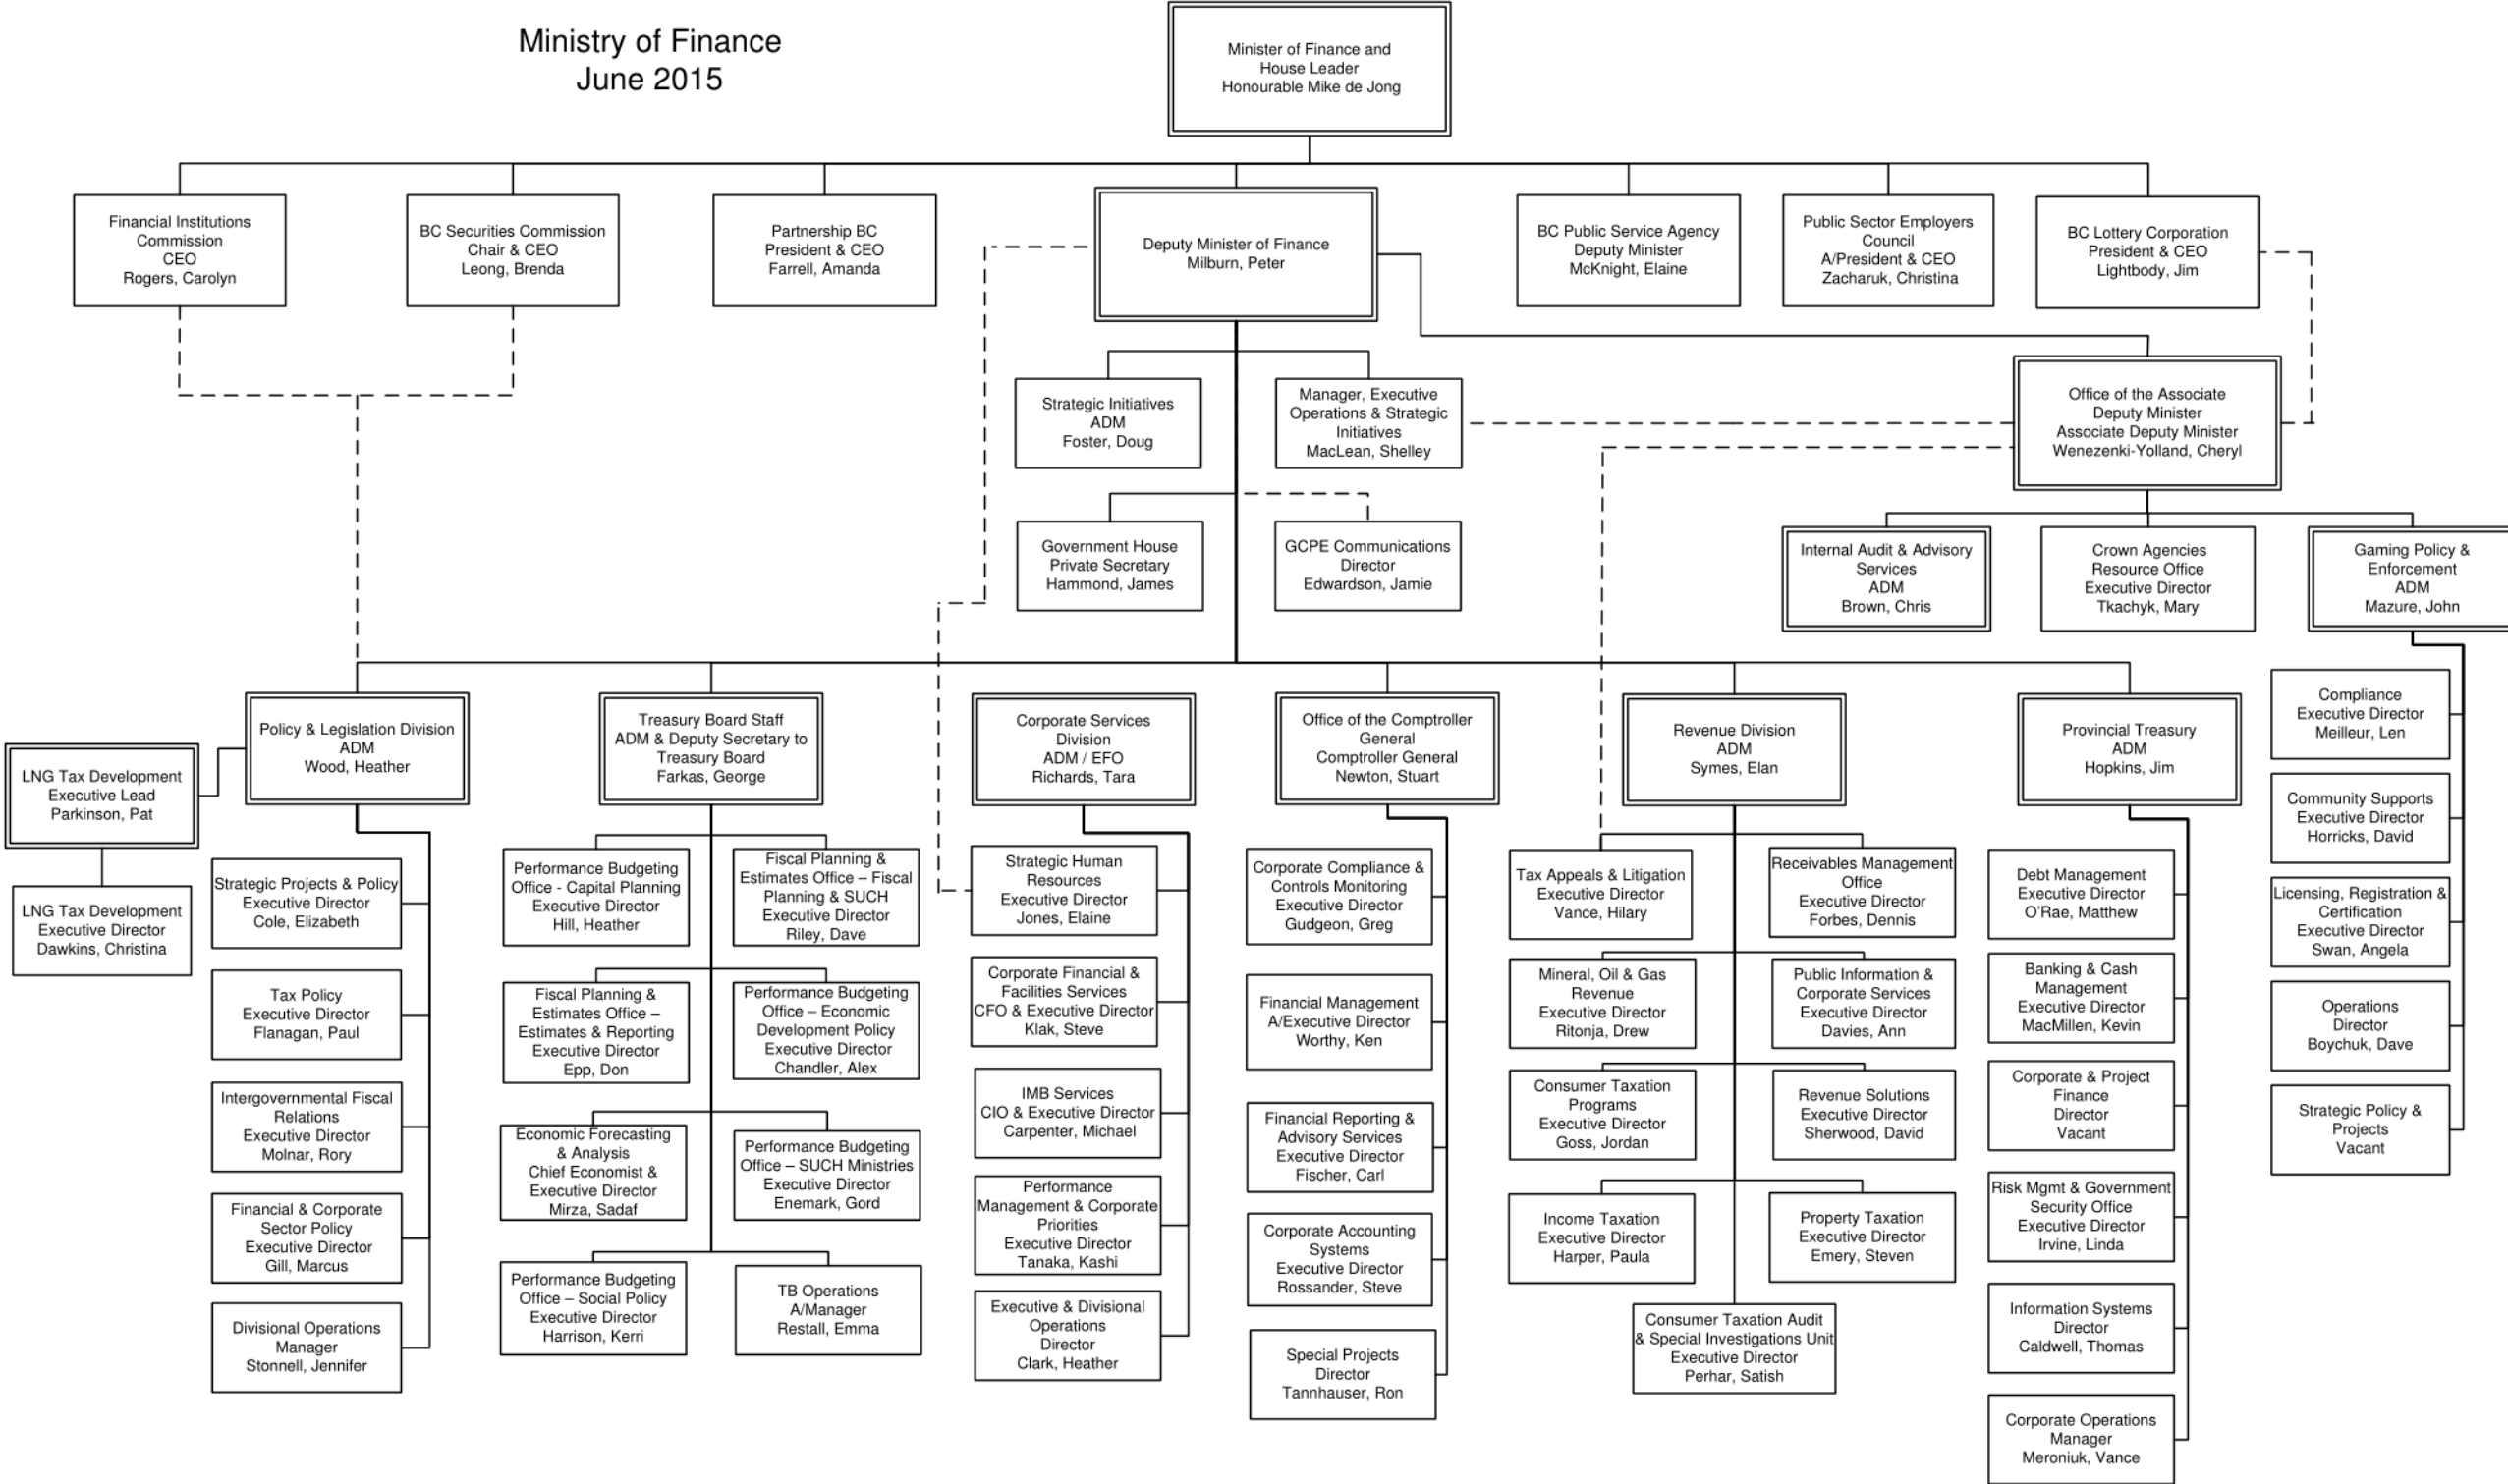 Ministry of Finance
June 2015
Minister of Finance and
House Leader
Honourable Mike de Jong
Financial Institutions
Commission
CEO
Rogers, Carolyn
BC Securities Commission
Chair & CEO
Leong, Brenda
Partnership BC
President & CEO
Farrell, Amanda
Deputy Minister of Finance
Milburn, Peter
BC Public Service Agency
Deputy Minister
McKnight, Elaine
Public Sector Employers
Council
A/President & CEO
Zacharuk, Christina
BC Lottery Corporation
President & CEO
Lightbody, Jim
Strategic Initiatives
ADM
Foster, Doug
Manager, Executive
Operations & Strategic
Initiatives
MacLean, Shelley
Office of the Associate
Deputy Minister
Associate Deputy Minister
Wenezenki-Yolland, Cheryl
Government House
Private Secretary
Hammond, James
GCPE Communications
Director
Edwardson, Jamie
Internal Audit & Advisory
Services
ADM
Brown, Chris
Crown Agencies
Resource Office
Executive Director
Tkachyk, Mary
Gaming Policy &
Enforcement
ADM
Mazure, John
LNG Tax Development
Executive Lead
Parkinson, Pat
LNG Tax Development
Executive Director
Dawkins, Christina
Policy & Legislation Division
ADM
Wood, Heather
Strategic Projects & Policy
Executive Director
Cole, Elizabeth
Tax Policy
Executive Director
Flanagan, Paul
Intergovernmental Fiscal
Relations
Executive Director
Molnar, Rory
Financial & Corporate
Sector Policy
Executive Director
Gill, Marcus
Divisional Operations
Manager
Stonnell, Jennifer
Treasury Board Staff
ADM & Deputy Secretary to
Treasury Board
Farkas, George
Performance Budgeting
Office - Capital Planning
Executive Director
Hill, Heather
Fiscal Planning &
Estimates Office – Fiscal
Planning & SUCH
Executive Director
Riley, Dave
Fiscal Planning &
Estimates Office –
Estimates & Reporting
Executive Director
Epp, Don
Performance Budgeting
Office – Economic
Development Policy
Executive Director
Chandler, Alex
Economic Forecasting
& Analysis
Chief Economist &
Executive Director
Mirza, Sadaf
Performance Budgeting
Office – SUCH Ministries
Executive Director
Enemark, Gord
Performance Budgeting
Office – Social Policy
Executive Director
Harrison, Kerri
TB Operations
A/Manager
Restall, Emma
Corporate Services
Division
ADM / EFO
Richards, Tara
Strategic Human
Resources
Executive Director
Jones, Elaine
Corporate Financial &
Facilities Services
CFO & Executive Director
Klak, Steve
IMB Services
CIO & Executive Director
Carpenter, Michael
Performance
Management & Corporate
Priorities
Executive Director
Tanaka, Kashi
Executive & Divisional
Operations
Director
Clark, Heather
Office of the Comptroller
General
Comptroller General
Newton, Stuart
Corporate Compliance &
Controls Monitoring
Executive Director
Gudgeon, Greg
Financial Management
A/Executive Director
Worthy, Ken
Financial Reporting &
Advisory Services
Executive Director
Fischer, Carl
Corporate Accounting
Systems
Executive Director
Rossander, Steve
Special Projects
Director
Tannhauser, Ron
Revenue Division
ADM
Symes, Elan
Tax Appeals & Litigation
Executive Director
Vance, Hilary
Receivables Management
Office
Executive Director
Forbes, Dennis
Mineral, Oil & Gas
Revenue
Executive Director
Ritonja, Drew
Public Information &
Corporate Services
Executive Director
Davies, Ann
Consumer Taxation
Programs
Executive Director
Goss, Jordan
Revenue Solutions
Executive Director
Sherwood, David
Income Taxation
Executive Director
Harper, Paula
Property Taxation
Executive Director
Emery, Steven
Consumer Taxation Audit
& Special Investigations Unit
Executive Director
Perhar, Satish
Provincial Treasury
ADM
Hopkins, Jim
Debt Management
Executive Director
O'Rae, Matthew
Banking & Cash
Management
Executive Director
MacMillen, Kevin
Corporate & Project
Finance
Director
Vacant
Risk Mgmt & Government
Security Office
Executive Director
Irvine, Linda
Information Systems
Director
Caldwell, Thomas
Corporate Operations
Manager
Meroniuk, Vance
Compliance
Executive Director
Meilleur, Len
Community Supports
Executive Director
Horricks, David
Licensing, Registration &
Certification
Executive Director
Swan, Angela
Operations
Director
Boychuk, Dave
Strategic Policy &
Projects
Vacant